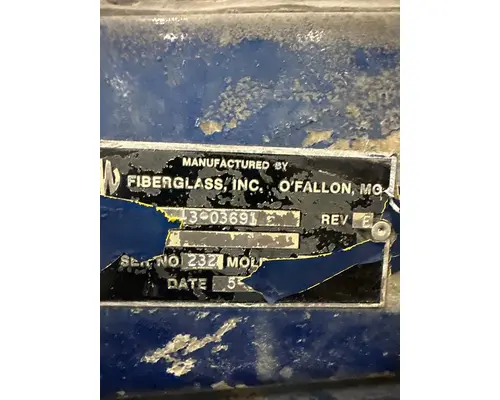 MANUFACTURED BY
FIBERGLASS, INC. O'FALLON, MO
3-03691 REV E
SER. NO 232
DATE 5-